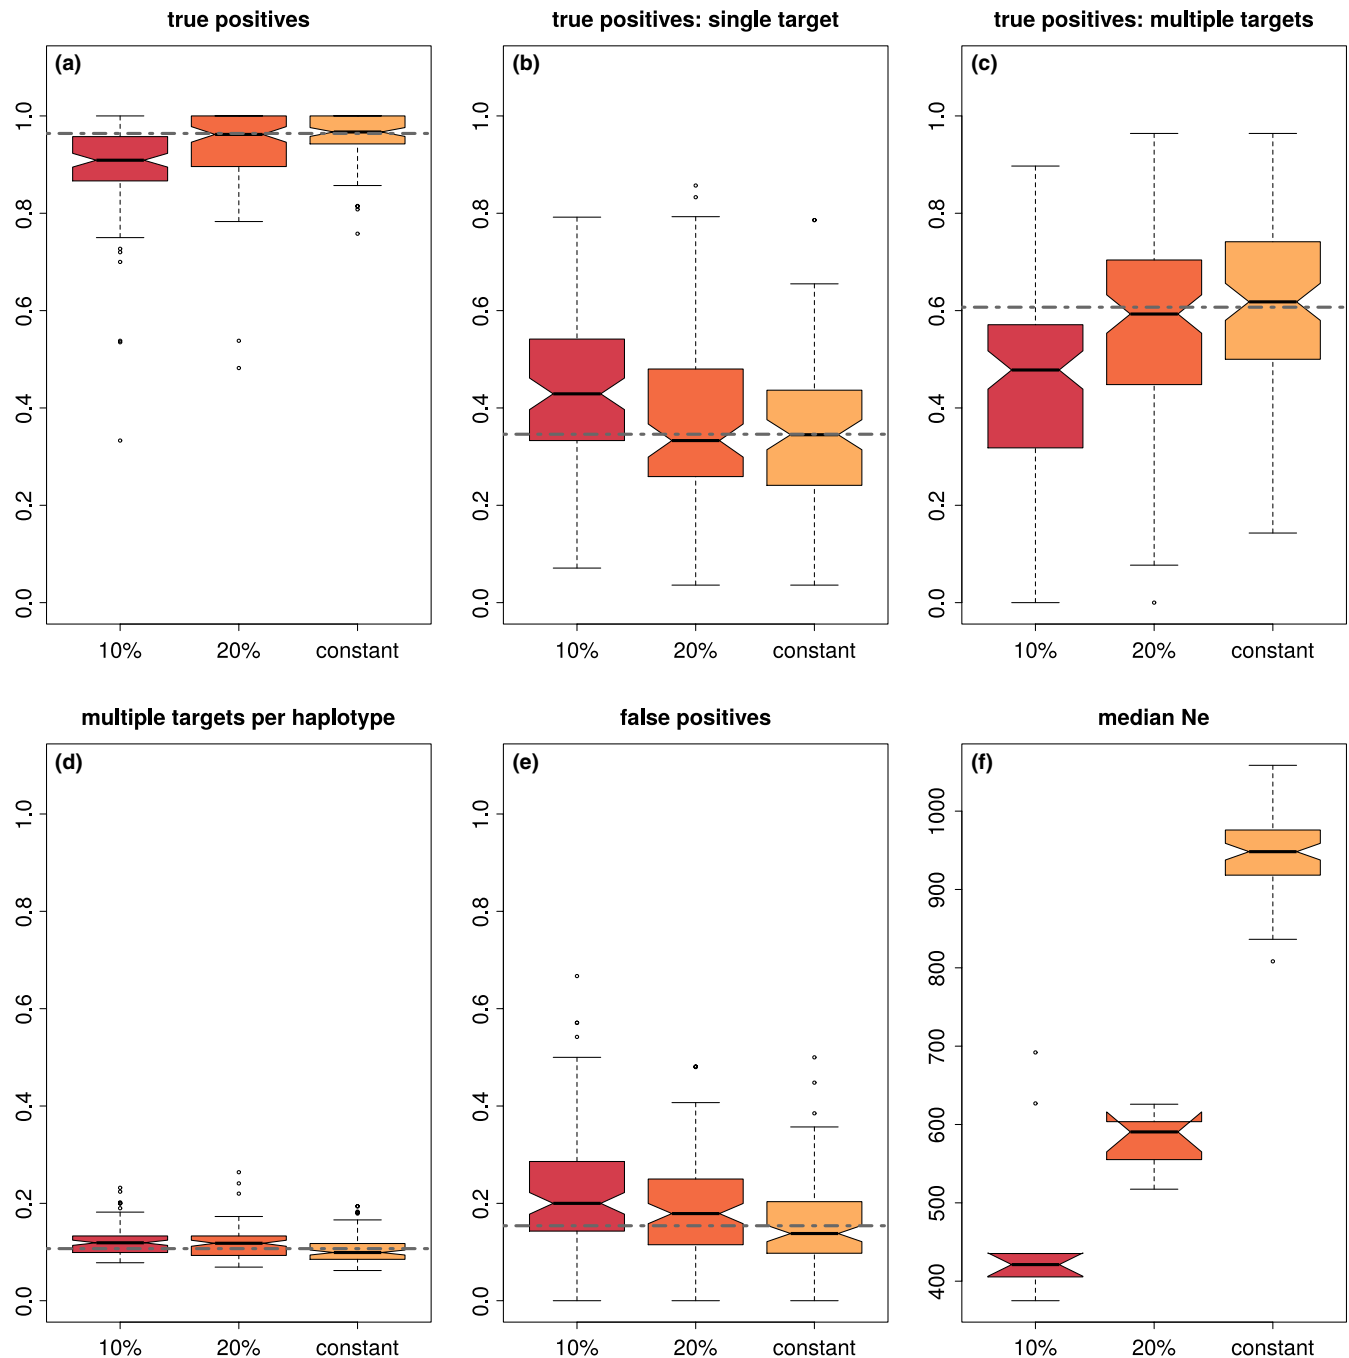 true positives
true positives: single target
true positives: multiple targets
(a)
(b)
(c)
1.0
0.8
0.6
0.4
0.2
0.0
1.0
0.8
0.6
0.4
0.2
0.0
1.0
0.8
0.6
0.4
0.2
0.0
10% 20% constant
10% 20% constant
10% 20% constant
multiple targets per haplotype
false positives
median Ne
(d)
(e)
(f)
1.0
0.8
0.6
0.4
0.2
0.0
1.0
0.8
0.6
0.4
0.2
0.0
1000
900
800
700
600
500
400
10% 20% constant
10% 20% constant
10% 20% constant